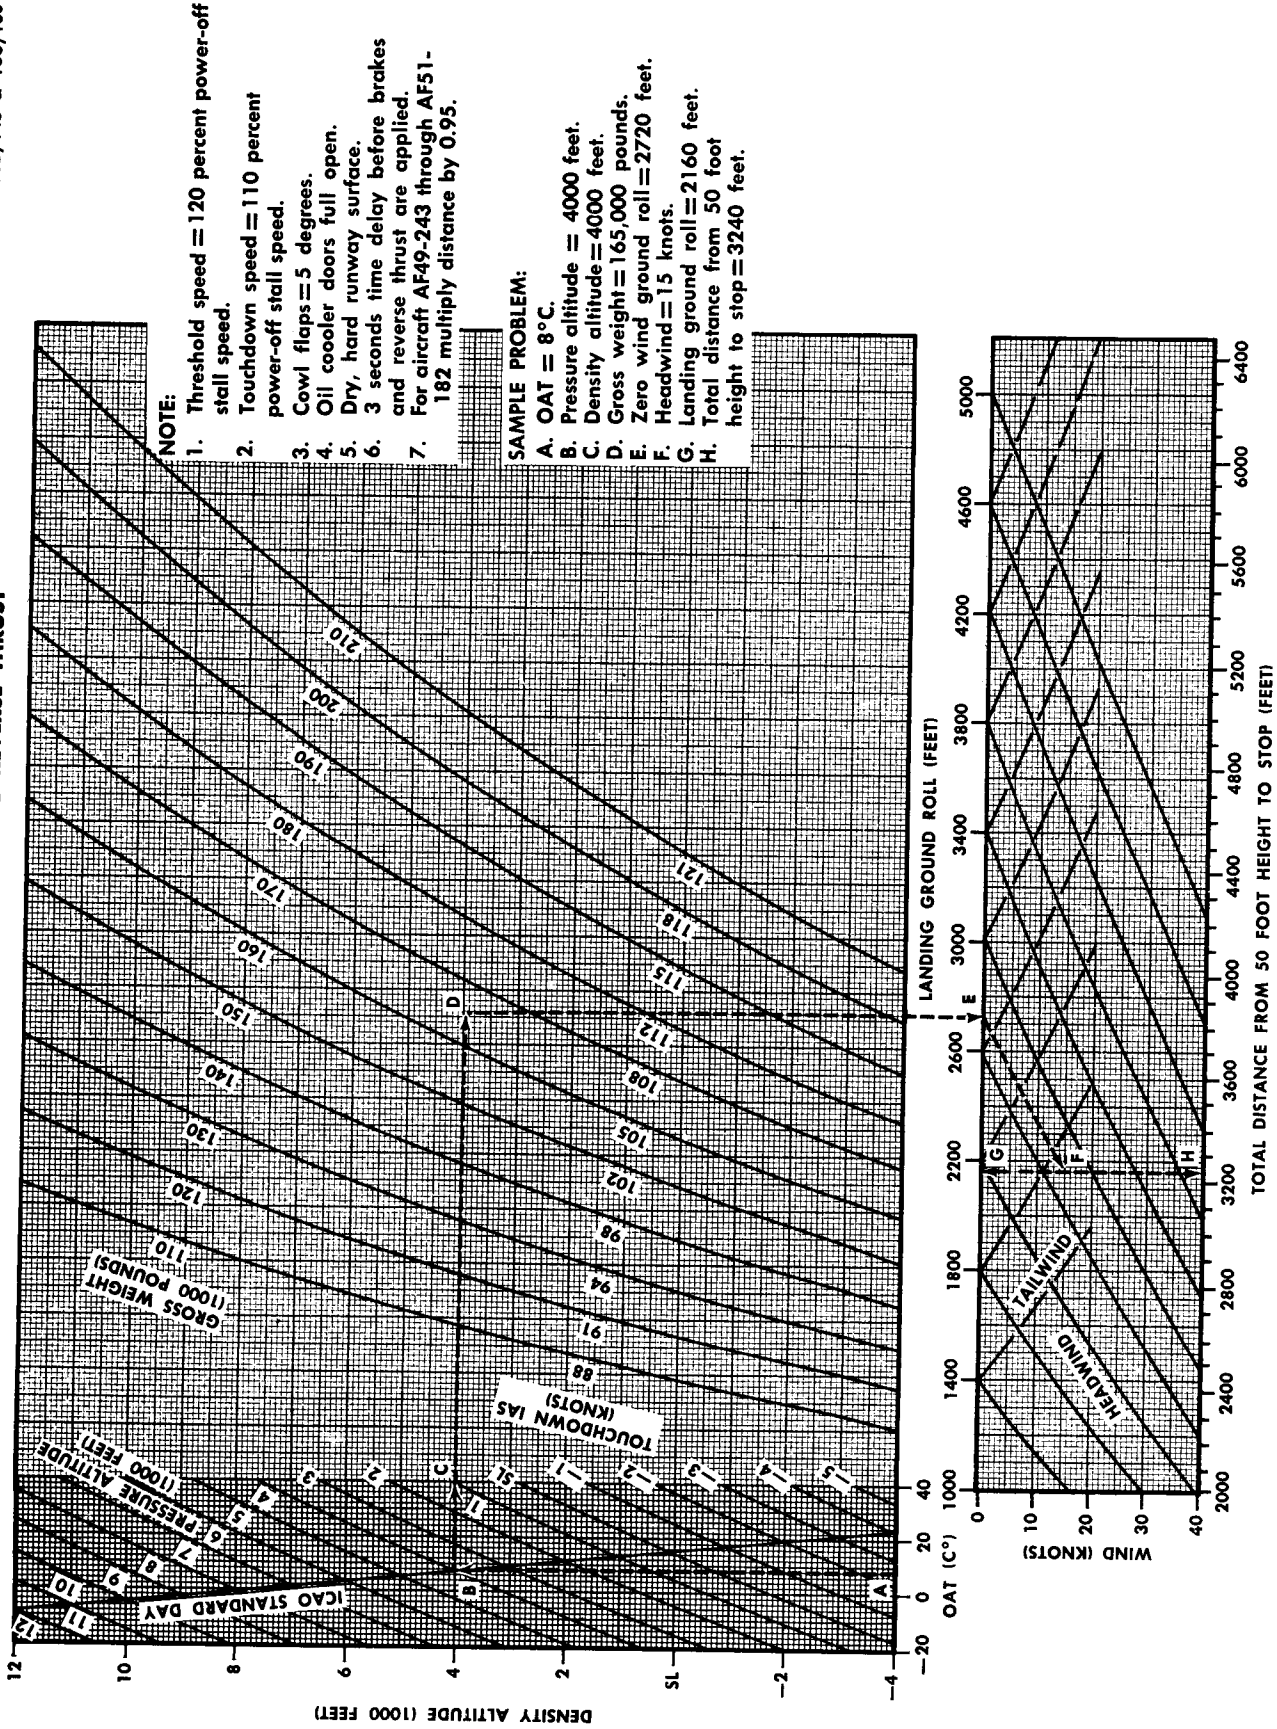 NOTE:
1. Threshold speed = 120 percent power-off
stall speed.
2. Touchdown speed = 110 percent
power-off stall speed.
3. Cowl flaps = 5 degrees.
4. Oil coooler doors full open.
5. Dry, hard runway surface.
6. 3 seconds time delay before brakes
and reverse thrust are applied.
7. For aircraft AF49-243 through AF51-
182 multiply distance by 0.95.
SAMPLE PROBLEM:
A. OAT = 8°C.
B. Pressure altitude = 4000 feet.
C. Density altitude = 4000 feet.
D. Gross weight = 165,000 pounds.
E. Zero wind ground roll = 2720 feet.
F. Headwind = 15 knots.
G. Landing ground roll = 2160 feet.
H. Total distance from 50 foot
height to stop = 3240 feet.
DENSITY ALTITUDE (1000 FEET)
12 10 8 6 4 2 SL −2 −4
PRESSURE ALTITUDE
(1000 FEET)
12 11 10 9 8 7 6 5 4 3 2 1 SL −1 −2 −3 −4 −5
ICAO STANDARD DAY
A B C D
OAT (C°)
−20 0 20 40
GROSS WEIGHT
(1000 POUNDS)
110 120 130 140 150 160 170 180 190 200 210
TOUCHDOWN IAS
(KNOTS)
88 91 94 98 102 105 108 112 115 118 121
LANDING GROUND ROLL (FEET)
1000 1400 1800 2200 2600 3000 3400 3800 4200 4600 5000
WIND (KNOTS)
0 10 20 30 40
HEADWIND
TAILWIND
E F G H
2000 2400 2800 3200 3600 4000 4400 4800 5200 5600 6000 6400
TOTAL DISTANCE FROM 50 FOOT HEIGHT TO STOP (FEET)